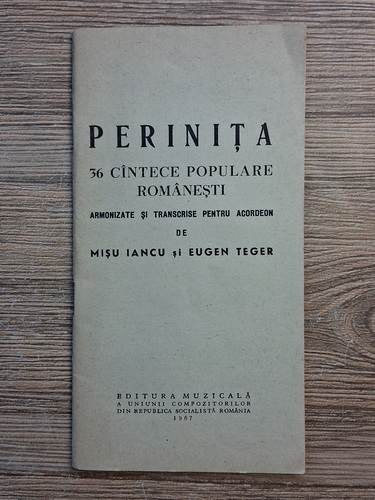 PERINIȚA
36 CÎNTECE POPULARE
ROMÂNEȘTI
ARMONIZATE ȘI TRANSCRISE PENTRU ACORDEON
DE
MIȘU IANCU și EUGEN TEGER
EDITURA MUZICALĂ
A UNIUNII COMPOZITORILOR
DIN REPUBLICA SOCIALISTĂ ROMÂNIA
1967